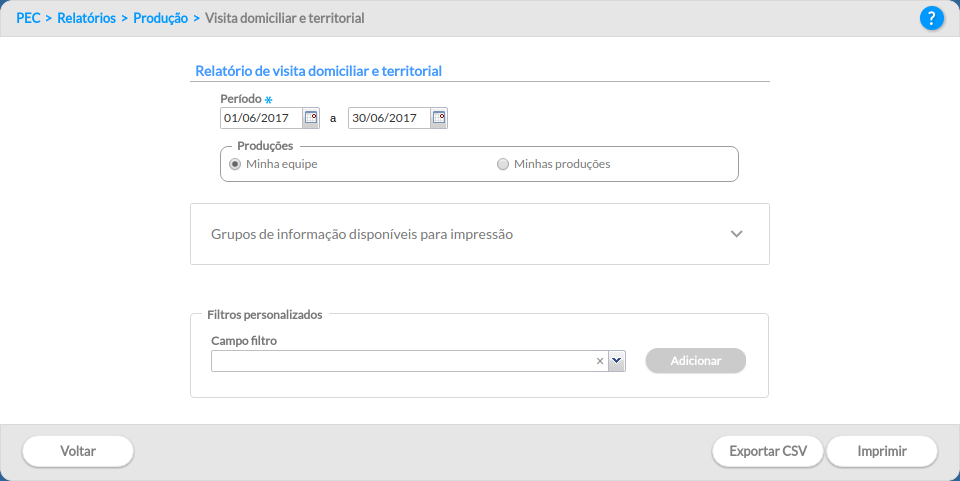 PEC > Relatórios > Produção > Visita domiciliar e territorial ?
Relatório de visita domiciliar e territorial
Período *
01/06/2017 a 30/06/2017
Produções
Minha equipe Minhas produções
Grupos de informação disponíveis para impressão
Filtros personalizados
Campo filtro
× Adicionar
Voltar Exportar CSV Imprimir